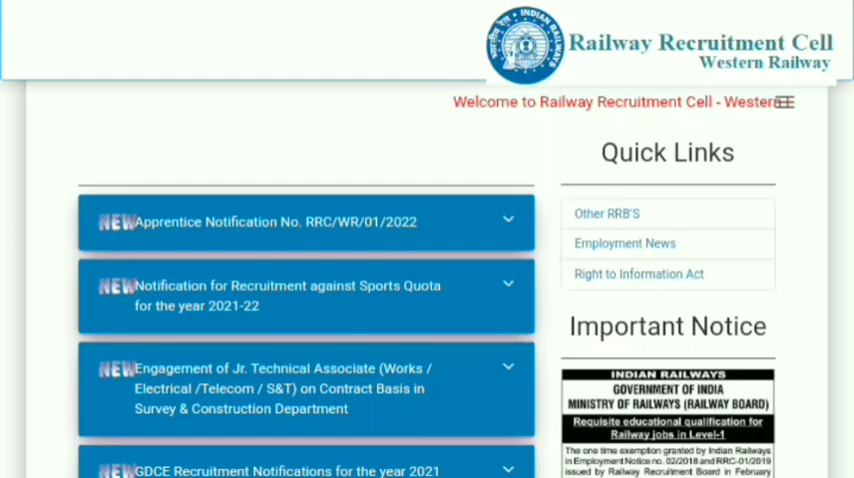 INDIAN RAILWAYS
Railway Recruitment Cell
Western Railway
Welcome to Railway Recruitment Cell - Western
Quick Links
NEW Apprentice Notification No. RRC/WR/01/2022
Other RRB'S
Employment News
Right to Information Act
NEW Notification for Recruitment against Sports Quota
for the year 2021-22
Important Notice
NEW Engagement of Jr. Technical Associate (Works /
Electrical /Telecom / S&T) on Contract Basis in
Survey & Construction Department
INDIAN RAILWAYS
GOVERNMENT OF INDIA
MINISTRY OF RAILWAYS (RAILWAY BOARD)
Requisite educational qualification for
Railway jobs in Level-1
The one time exemption granted by Indian Railways
in Employment Notice no. 02/2018 and RRC-01/2019
issued by Railway Recruitment Board in February
NEW GDCE Recruitment Notifications for the year 2021